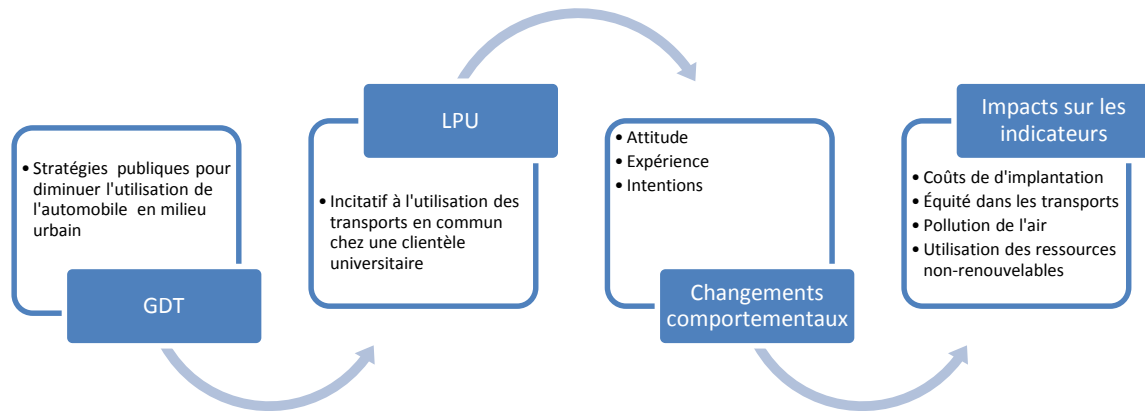 • Stratégies publiques pour
diminuer l'utilisation de
l'automobile en milieu
urbain
GDT
LPU
• Incitatif à l'utilisation des
transports en commun
chez une clientèle
universitaire
• Attitude
• Expérience
• Intentions
Changements
comportementaux
Impacts sur les
indicateurs
• Coûts de d'implantation
• Équité dans les transports
• Pollution de l'air
• Utilisation des ressources
non-renouvelables